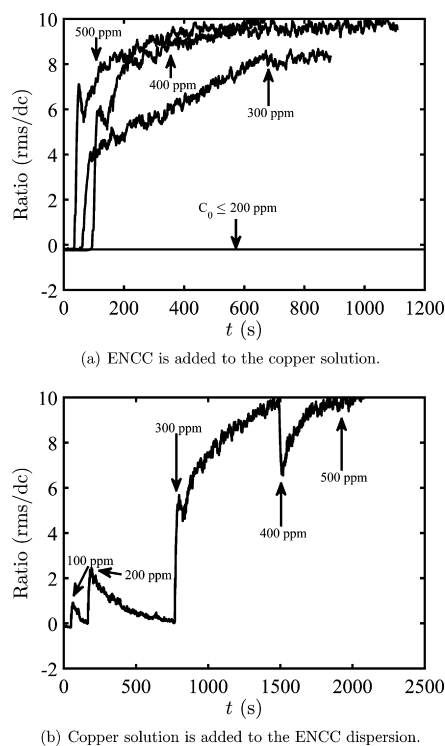 10
8
6
4
2
0
-2
Ratio (rms/dc)
500 ppm
400 ppm
300 ppm
C0 ≤ 200 ppm
0 200 400 600 800 1000 1200
t (s)
(a) ENCC is added to the copper solution.
10
8
6
4
2
0
-2
Ratio (rms/dc)
300 ppm
100 ppm
200 ppm
500 ppm
400 ppm
0 500 1000 1500 2000 2500
t (s)
(b) Copper solution is added to the ENCC dispersion.